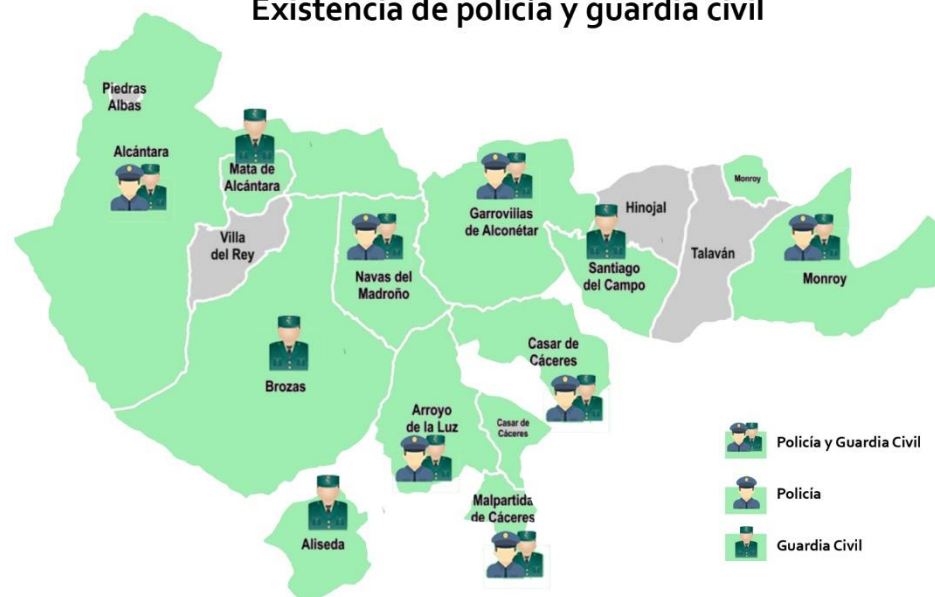 Existencia de policía y guardia civil
Piedras
Albas
Alcántara
Mata de
Alcántara
Villa
del Rey
Navas del
Madroño
Garrovillas
de Alconétar
Hinojal
Santiago
del Campo
Talaván
Monroy
Monroy
Brozas
Casar de
Cáceres
Arroyo
de la Luz
Casar de
Cáceres
Malpartida
de Cáceres
Aliseda
Policía y Guardia Civil
Policía
Guardia Civil